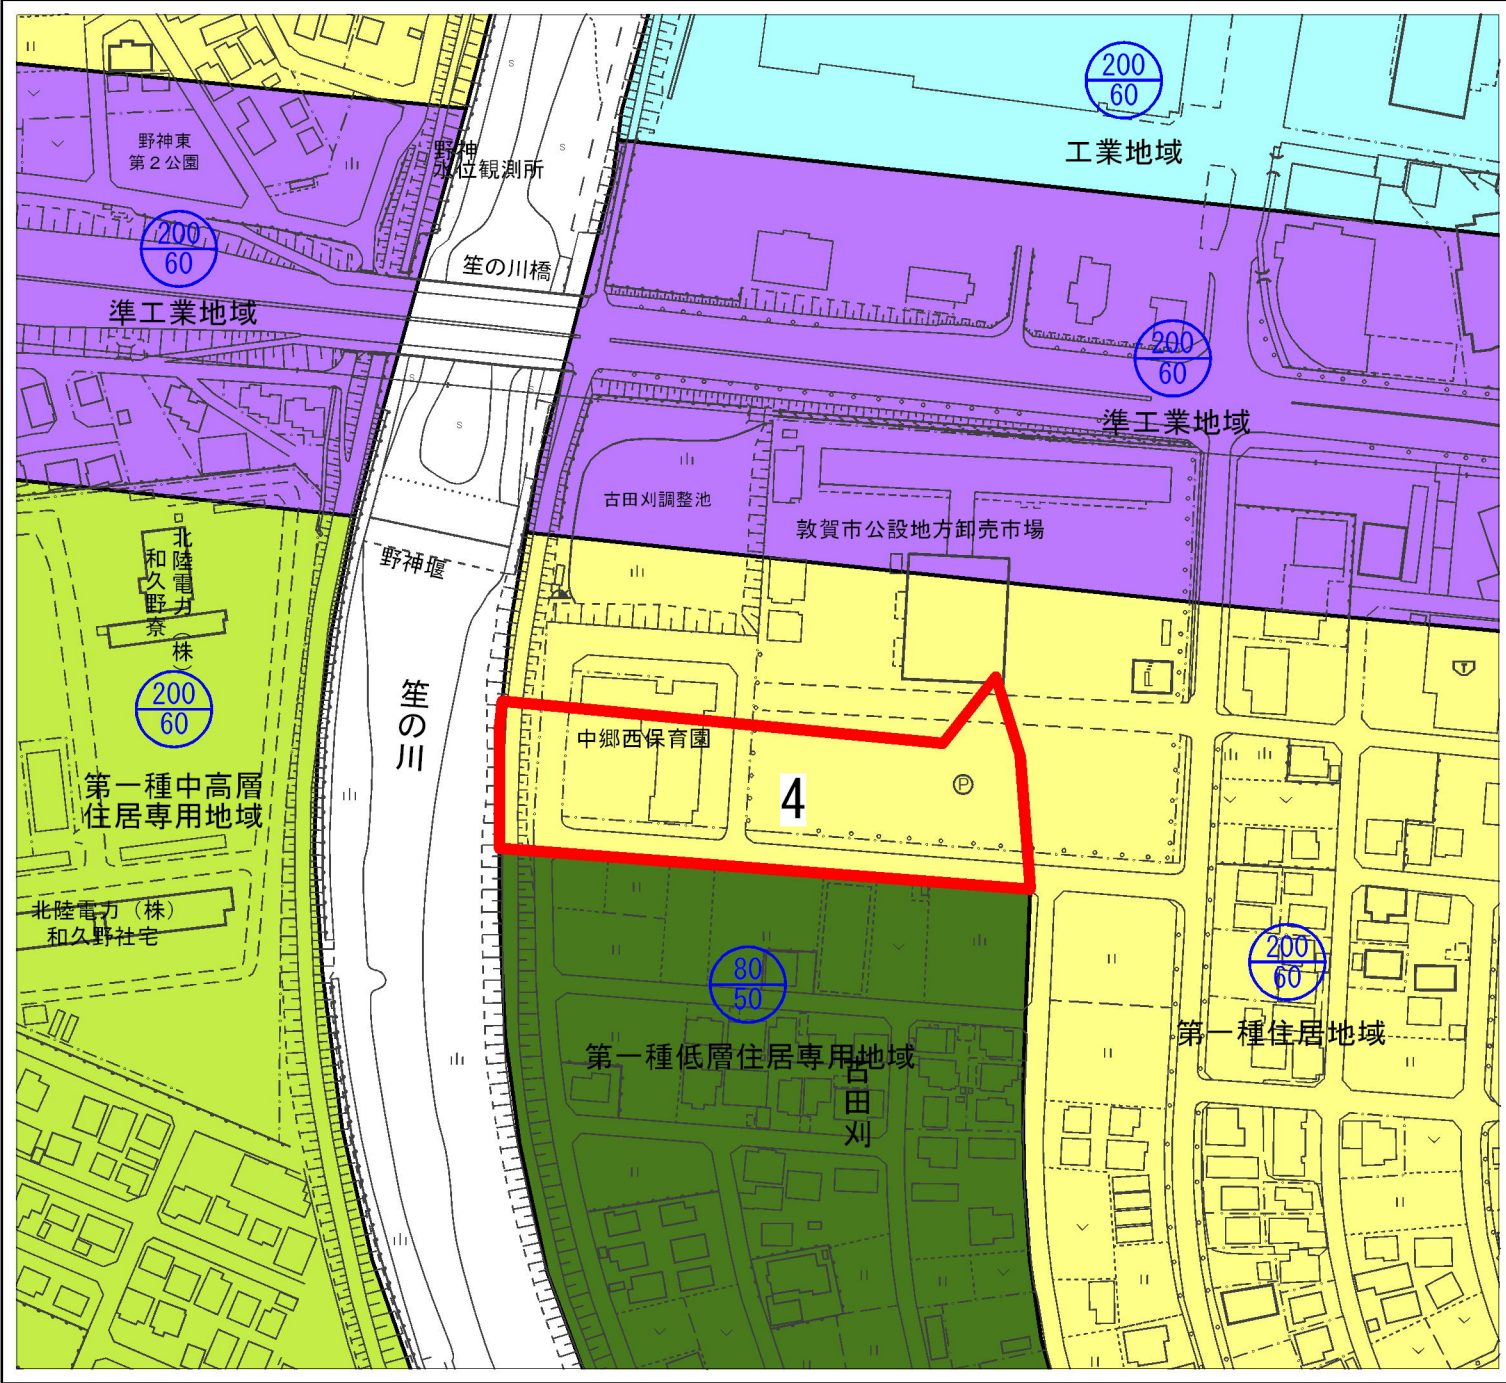 200
60
工業地域
野神東
第2公園
野神
水位観測所
200
60
準工業地域
笙の川橋
200
60
準工業地域
古田刈調整池
敦賀市公設地方卸売市場
北陸電力(株)
和久野寮
野神堰
200
60
第一種中高層
住居専用地域
笙の川
中郷西保育園
4
P
北陸電力(株)
和久野社宅
80
50
第一種低層住居専用地域
古田刈
200
60
第一種住居地域